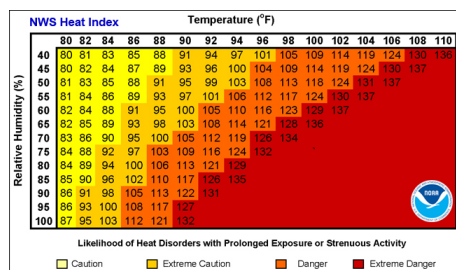 NWS Heat Index
Temperature (°F)
80 82 84 86 88 90 92 94 96 98 100 102 104 106 108 110
Relative Humidity (%)
40 80 81 83 85 88 91 94 97 101 105 109 114 119 124 130 136
45 80 82 84 87 89 93 96 100 104 109 114 119 124 130 137
50 81 83 85 88 91 95 99 103 108 113 118 124 131 137
55 81 84 86 89 93 97 101 106 112 117 124 130 137
60 82 84 88 91 95 100 105 110 116 123 129 137
65 82 85 89 93 98 103 108 114 121 128 136
70 83 86 90 95 100 105 112 119 126 134
75 84 88 92 97 103 109 116 124 132
80 84 89 94 100 106 113 121 129
85 85 90 96 102 110 117 126 135
90 86 91 98 105 113 122 131
95 86 93 100 108 117 127
100 87 95 103 112 121 132
NOAA
Likelihood of Heat Disorders with Prolonged Exposure or Strenuous Activity
Caution Extreme Caution Danger Extreme Danger